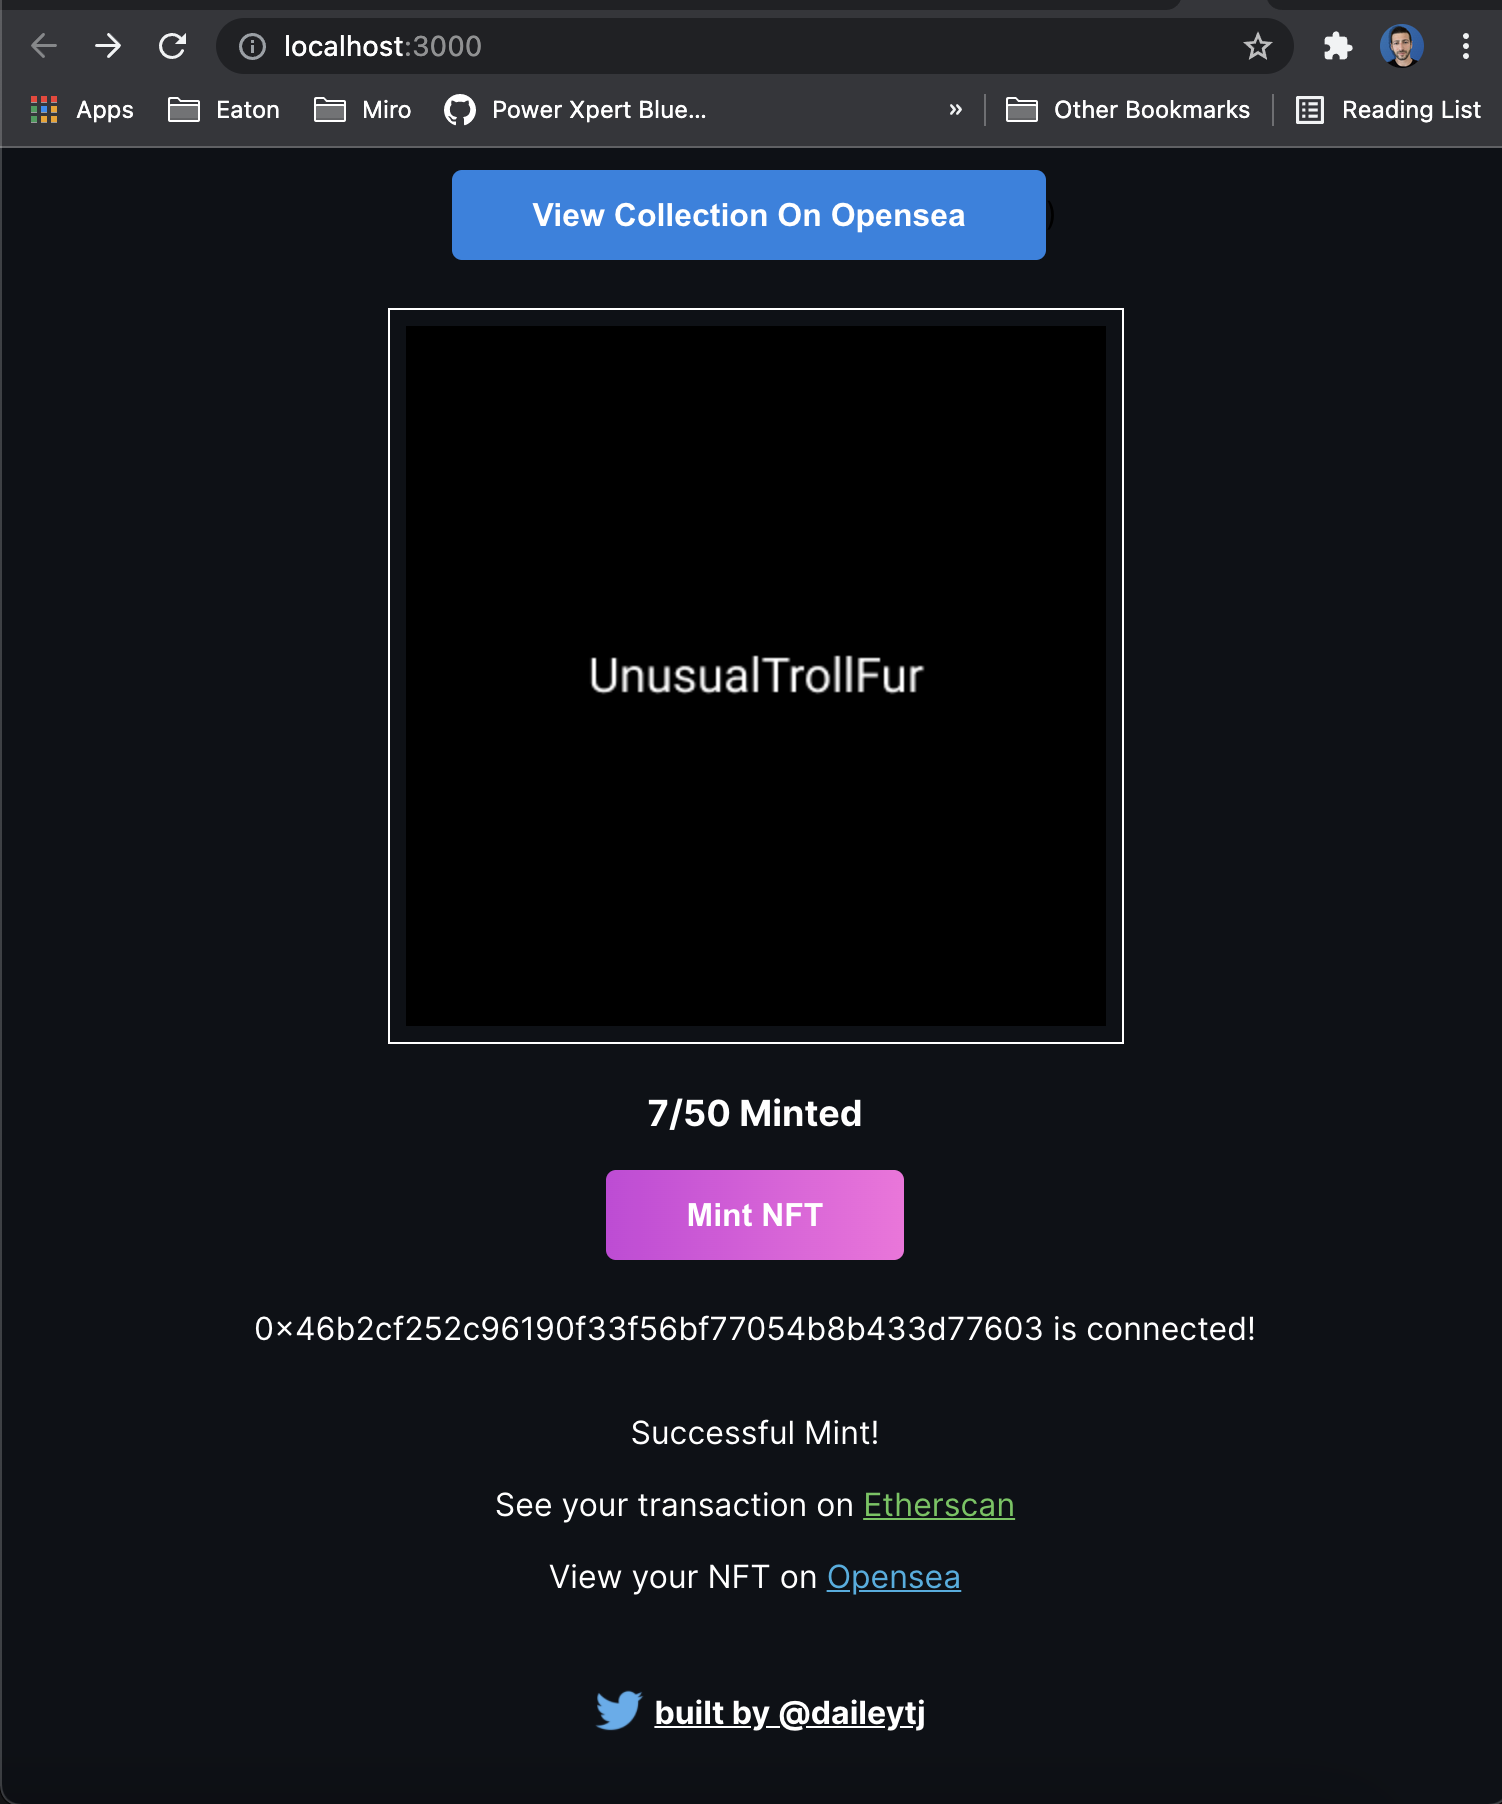 localhost:3000
Apps Eaton Miro Power Xpert Blue... » Other Bookmarks Reading List
View Collection On Opensea )
UnusualTrollFur
7/50 Minted
Mint NFT
0x46b2cf252c96190f33f56bf77054b8b433d77603 is connected!
Successful Mint!
See your transaction on Etherscan
View your NFT on Opensea
built by @daileytj